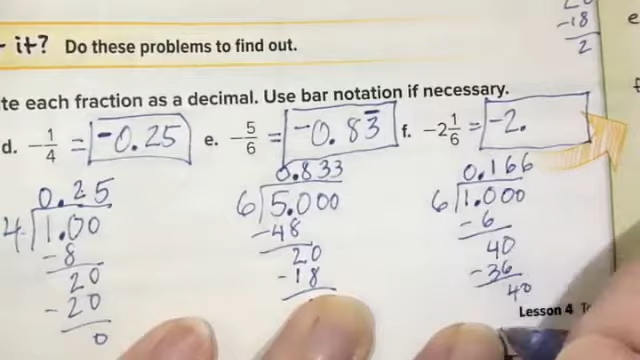 -18
2
e
- it? Do these problems to find out.
te each fraction as a decimal. Use bar notation if necessary.
d. -1/4 = -0.25 e. -5/6 = -0.83̅ f. -2 1/6 = -2.
0.25 0.833 0.166
4)1.00 6)5.000 6)1.000
-8 -48 -6
20 20 40
-20 -18 -36
0 40
Lesson 4